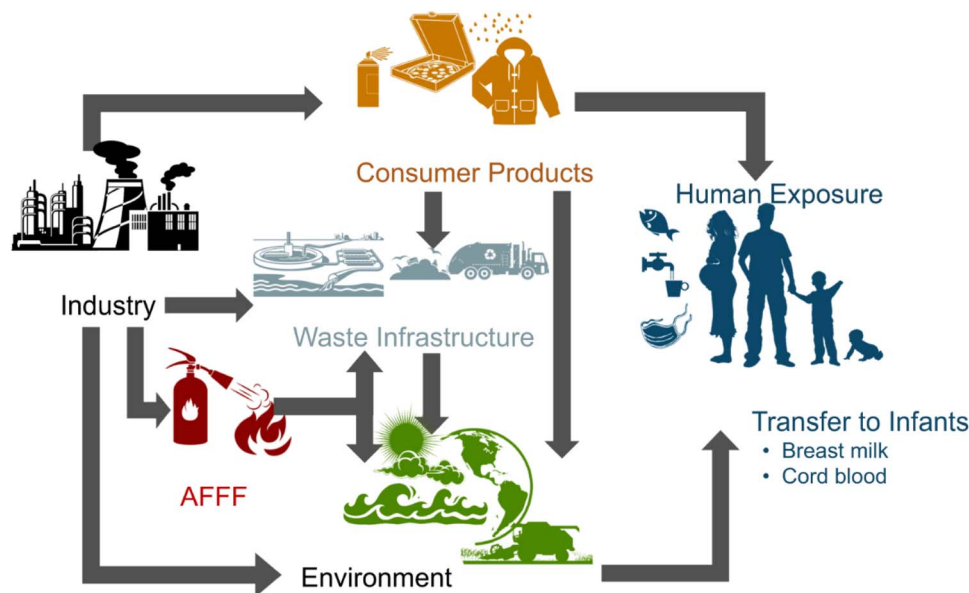 Consumer Products
Human Exposure
Industry
Waste Infrastructure
Transfer to Infants
• Breast milk
• Cord blood
AFFF
Environment